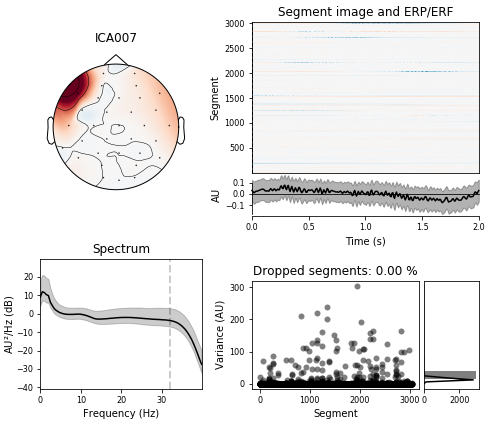 ICA007
Segment image and ERP/ERF
3000
2500
2000
1500
1000
500
Segment
0.1
0.0
−0.1
AU
0.0 0.5 1.0 1.5 2.0
Time (s)
Spectrum
20
10
0
−10
−20
−30
−40
AU²/Hz (dB)
0 10 20 30
Frequency (Hz)
Dropped segments: 0.00 %
300
200
100
0
Variance (AU)
0 1000 2000 3000
Segment
0 2000